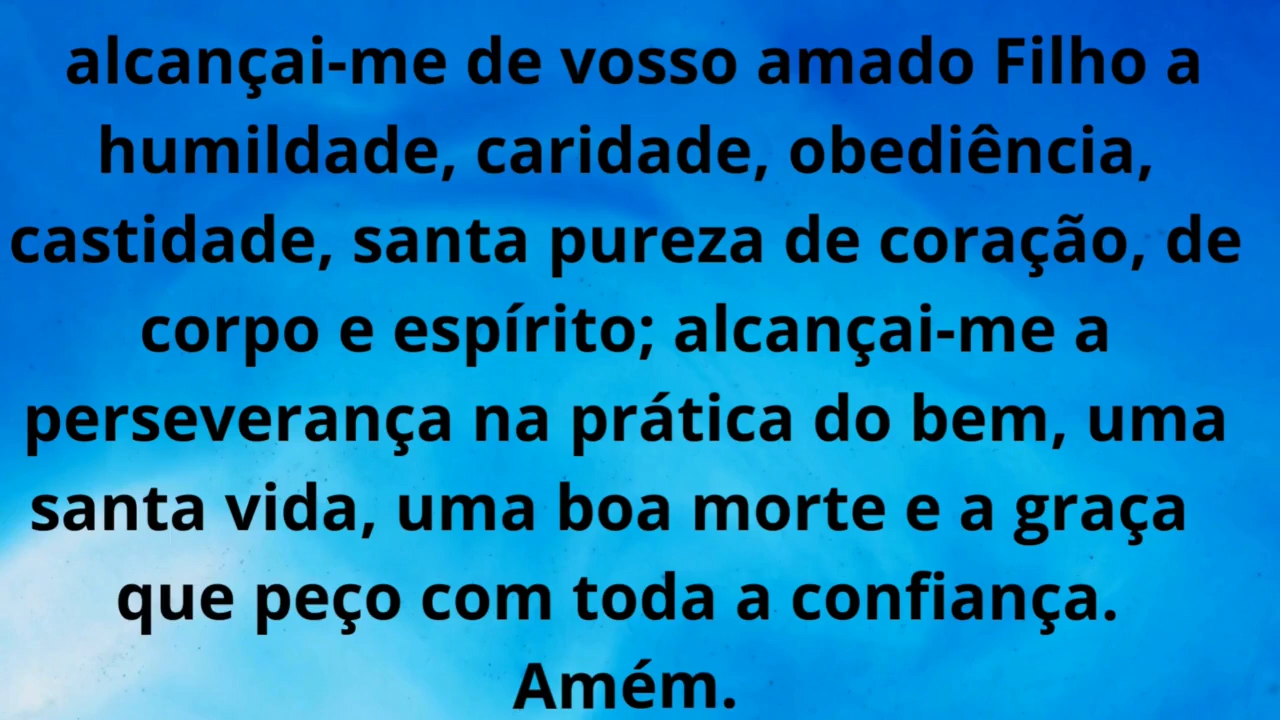 alcançai-me de vosso amado Filho a
humildade, caridade, obediência,
castidade, santa pureza de coração, de
corpo e espírito; alcançai-me a
perseverança na prática do bem, uma
santa vida, uma boa morte e a graça
que peço com toda a confiança.
Amém.